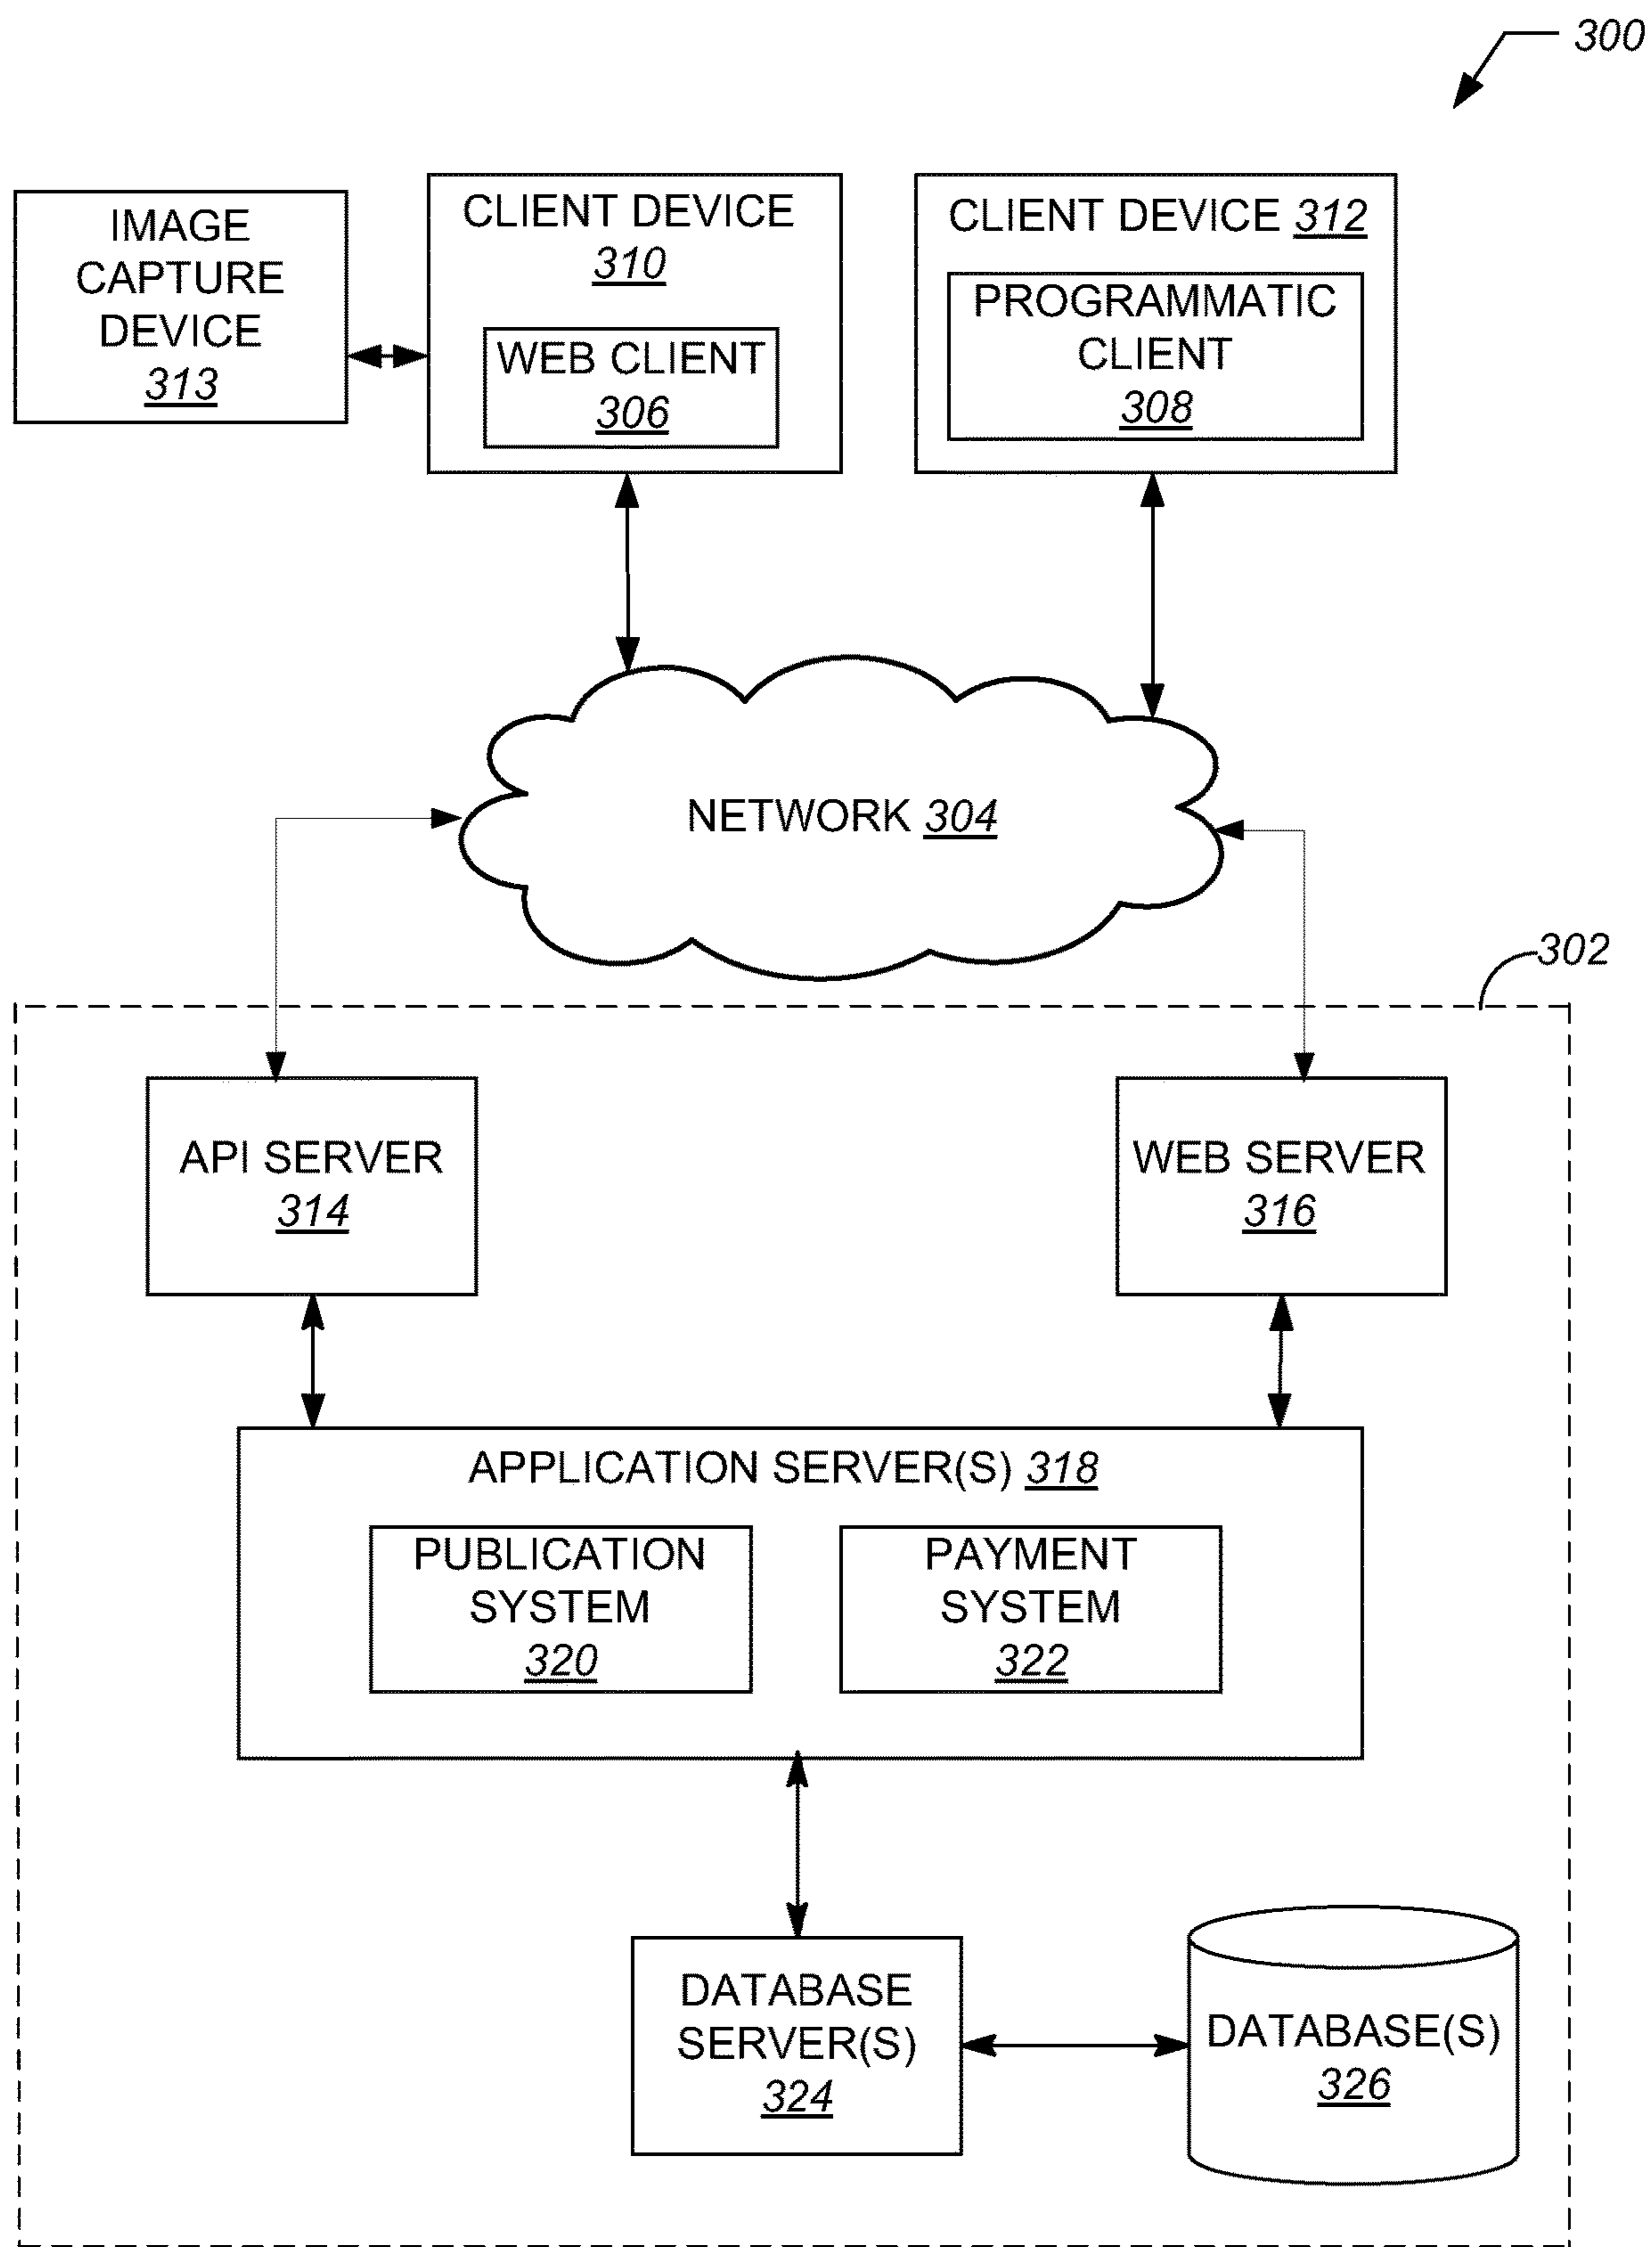 300
IMAGE
CAPTURE
DEVICE
313
CLIENT DEVICE
310
WEB CLIENT
306
CLIENT DEVICE 312
PROGRAMMATIC
CLIENT
308
NETWORK 304
302
API SERVER
314
WEB SERVER
316
APPLICATION SERVER(S) 318
PUBLICATION
SYSTEM
320
PAYMENT
SYSTEM
322
DATABASE
SERVER(S)
324
DATABASE(S)
326